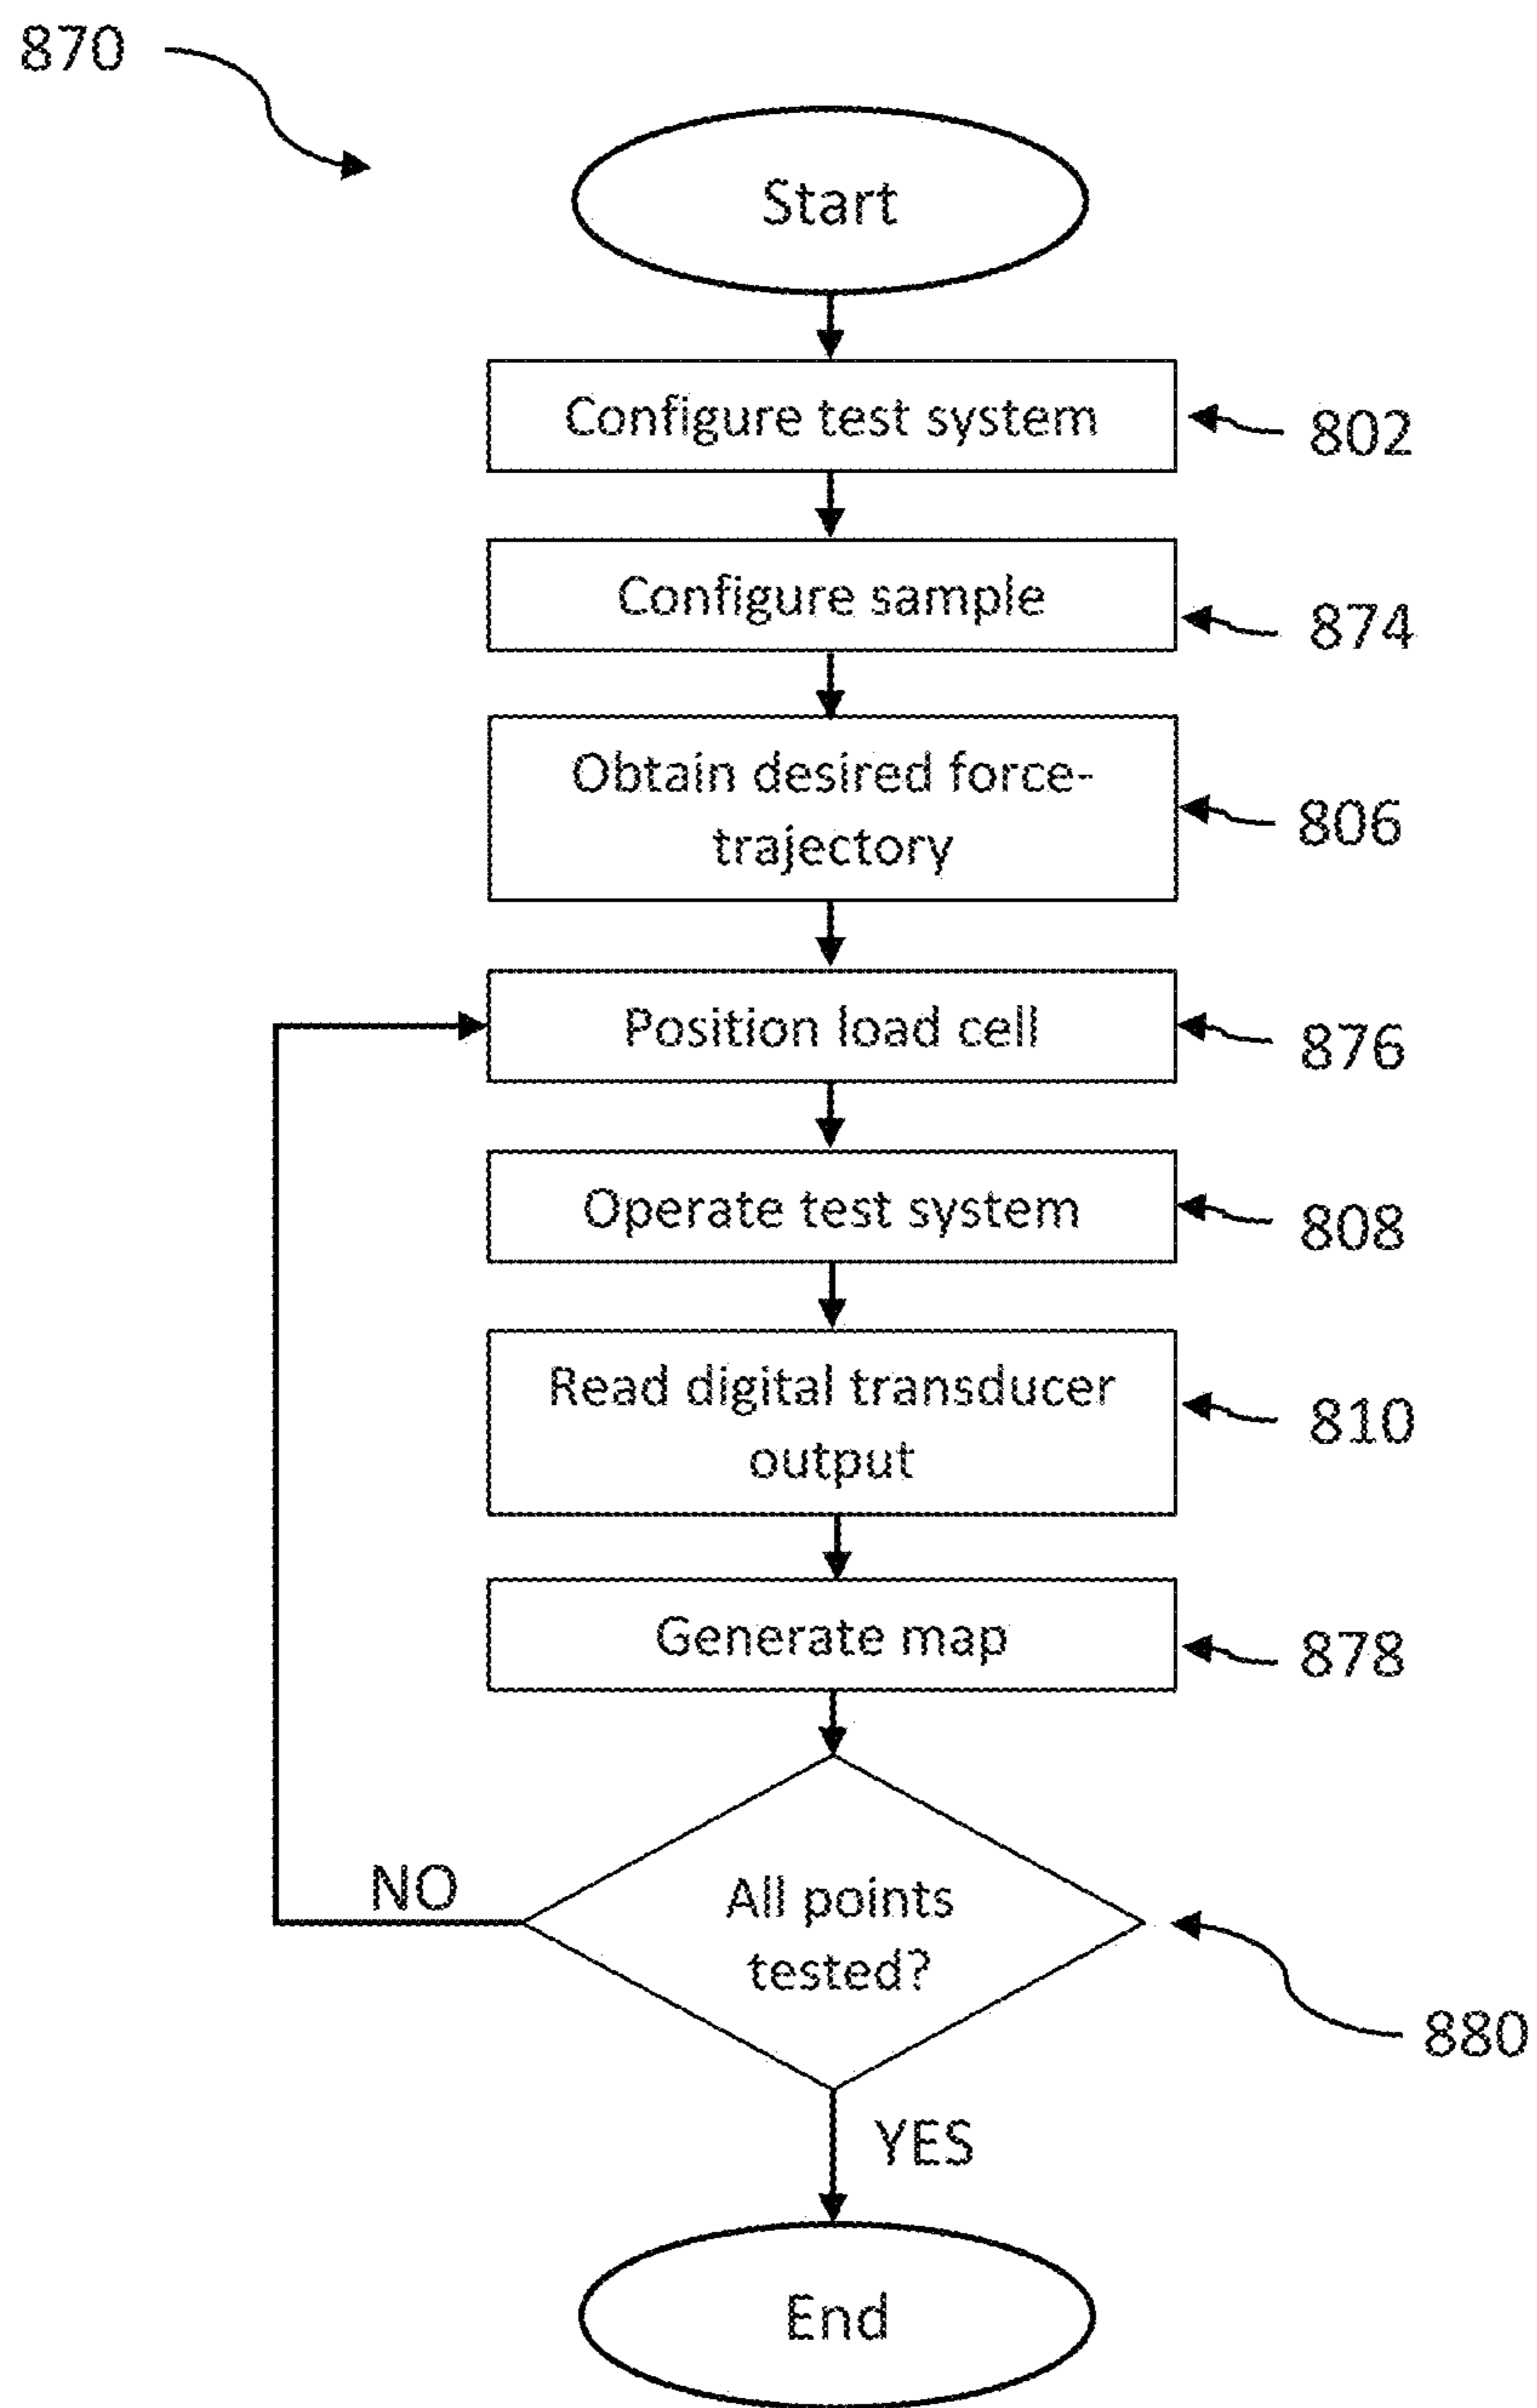 870
Start
Configure test system
802
Configure sample
874
Obtain desired force-
trajectory
806
Position load cell
876
Operate test system
808
Read digital transducer
output
810
Generate map
878
NO
All points
tested?
880
YES
End